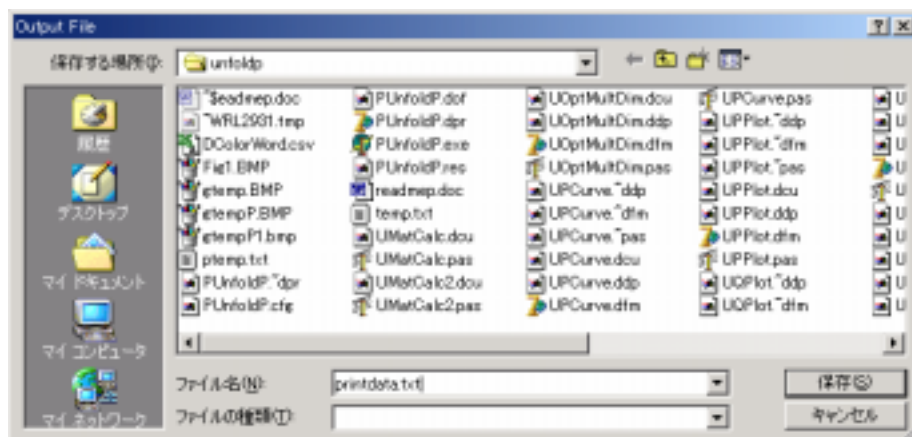 Output File
保存する場所(I):
unfoldp
履歴
デスクトップ
マイ ドキュメント
マイ コンピュータ
マイ ネットワーク
~$eadmep.doc
~WRL2931.tmp
DColorWord.csv
Fig1.BMP
gtemp.BMP
gtempP.BMP
gtempP1.bmp
ptemp.txt
PUnfoldP.~dpr
PUnfoldP.cfg
PUnfoldP.dof
PUnfoldP.dpr
PUnfoldP.exe
PUnfoldP.res
readmep.doc
temp.txt
UMatCalc.dcu
UMatCalc.pas
UMatCalc2.dcu
UMatCalc2.pas
UOptMultDim.dcu
UOptMultDim.ddp
UOptMultDim.dfm
UOptMultDim.pas
UPCurve.~ddp
UPCurve.~dfm
UPCurve.~pas
UPCurve.dcu
UPCurve.ddp
UPCurve.dfm
UPCurve.pas
UPPlot.~ddp
UPPlot.~dfm
UPPlot.~pas
UPPlot.dcu
UPPlot.ddp
UPPlot.dfm
UPPlot.pas
UQPlot.~ddp
UQPlot.~dfm
U
U
U
U
U
U
U
U
U
U
ファイル名(N):
printdata.txt
保存(S)
ファイルの種類(T):
キャンセル